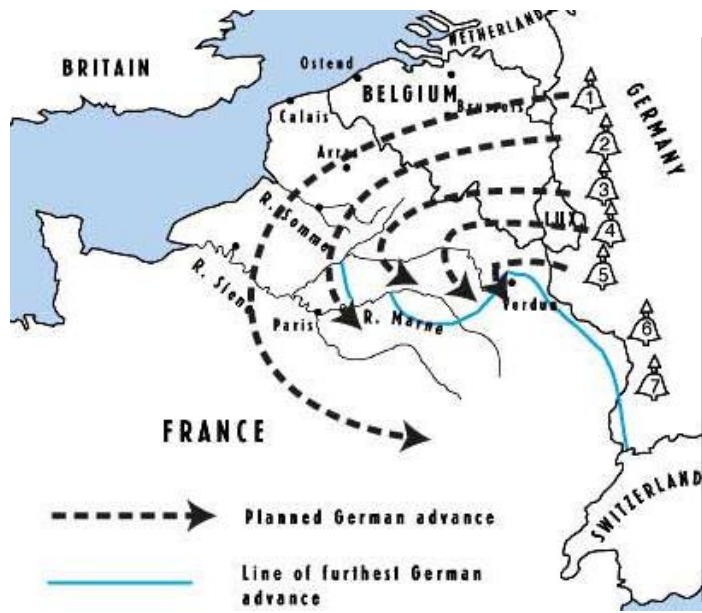 NETHERLANDS
BRITAIN
Ostend
BELGIUM
GERMANY
Calais
Brussels
1
Arras
2
3
R. Somme
LUX
4
R. Sien
5
Verdun
Paris
R. Marne
6
7
FRANCE
SWITZERLAND
Planned German advance
Line of furthest German
advance